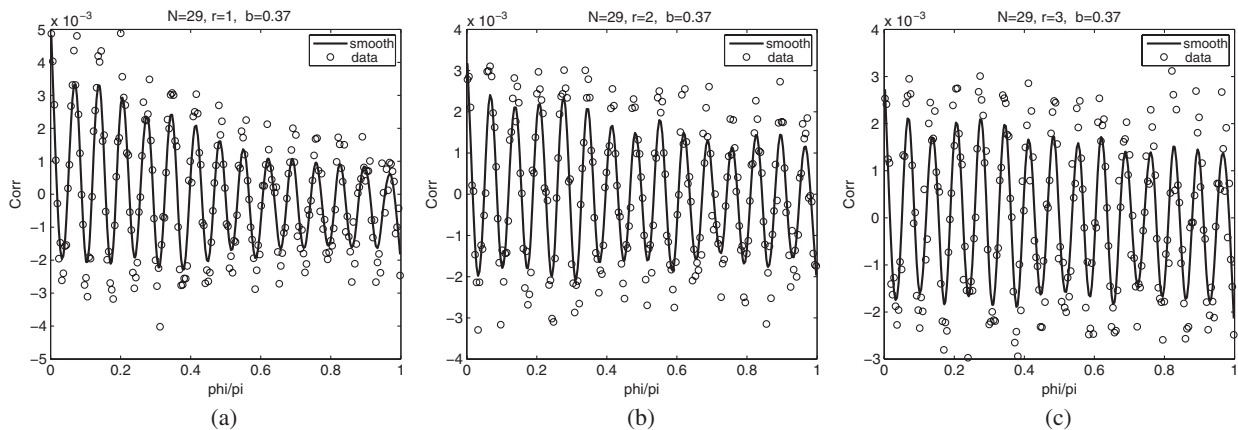 N=29, r=1,  b=0.37
× 10⁻³
5
4
3
2
1
0
−1
−2
−3
−4
−5
Corr
smooth
data
0
0.2
0.4
0.6
0.8
1
phi/pi
(a)
N=29, r=2,  b=0.37
× 10⁻³
4
3
2
1
0
−1
−2
−3
−4
Corr
smooth
data
0
0.2
0.4
0.6
0.8
1
phi/pi
(b)
N=29, r=3,  b=0.37
× 10⁻³
4
3
2
1
0
−1
−2
−3
Corr
smooth
data
0
0.2
0.4
0.6
0.8
1
phi/pi
(c)